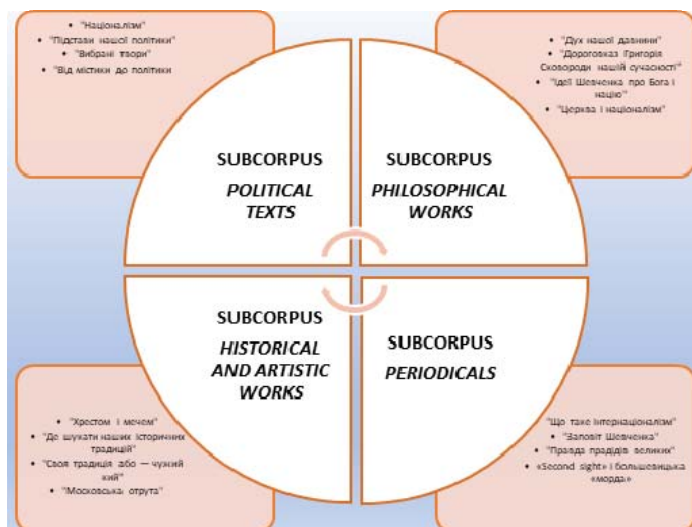 "Націоналізм"
"Підстави нашої політики"
"Вибрані твори"
"Від містики до політики
"Дух нашої давнини"
"Дороговказ Григорія
Сковороди нашій сучасності"
"Ідеї Шевченка про Бога і
націю"
"Церква і націоналізм"
SUBCORPUS
POLITICAL
TEXTS
SUBCORPUS
PHILOSOPHICAL
WORKS
SUBCORPUS
HISTORICAL
AND ARTISTIC
WORKS
SUBCORPUS
PERIODICALS
"Хрестом і мечем"
"Де шукати наших історичних
традицій"
"Своя традиція або — чужий
кий"
"Московська отрута"
"Що таке інтернаціоналізм"
"Заповіт Шевченка"
"Правда прадідів великих"
«Second sight» і большевицька
«морда»